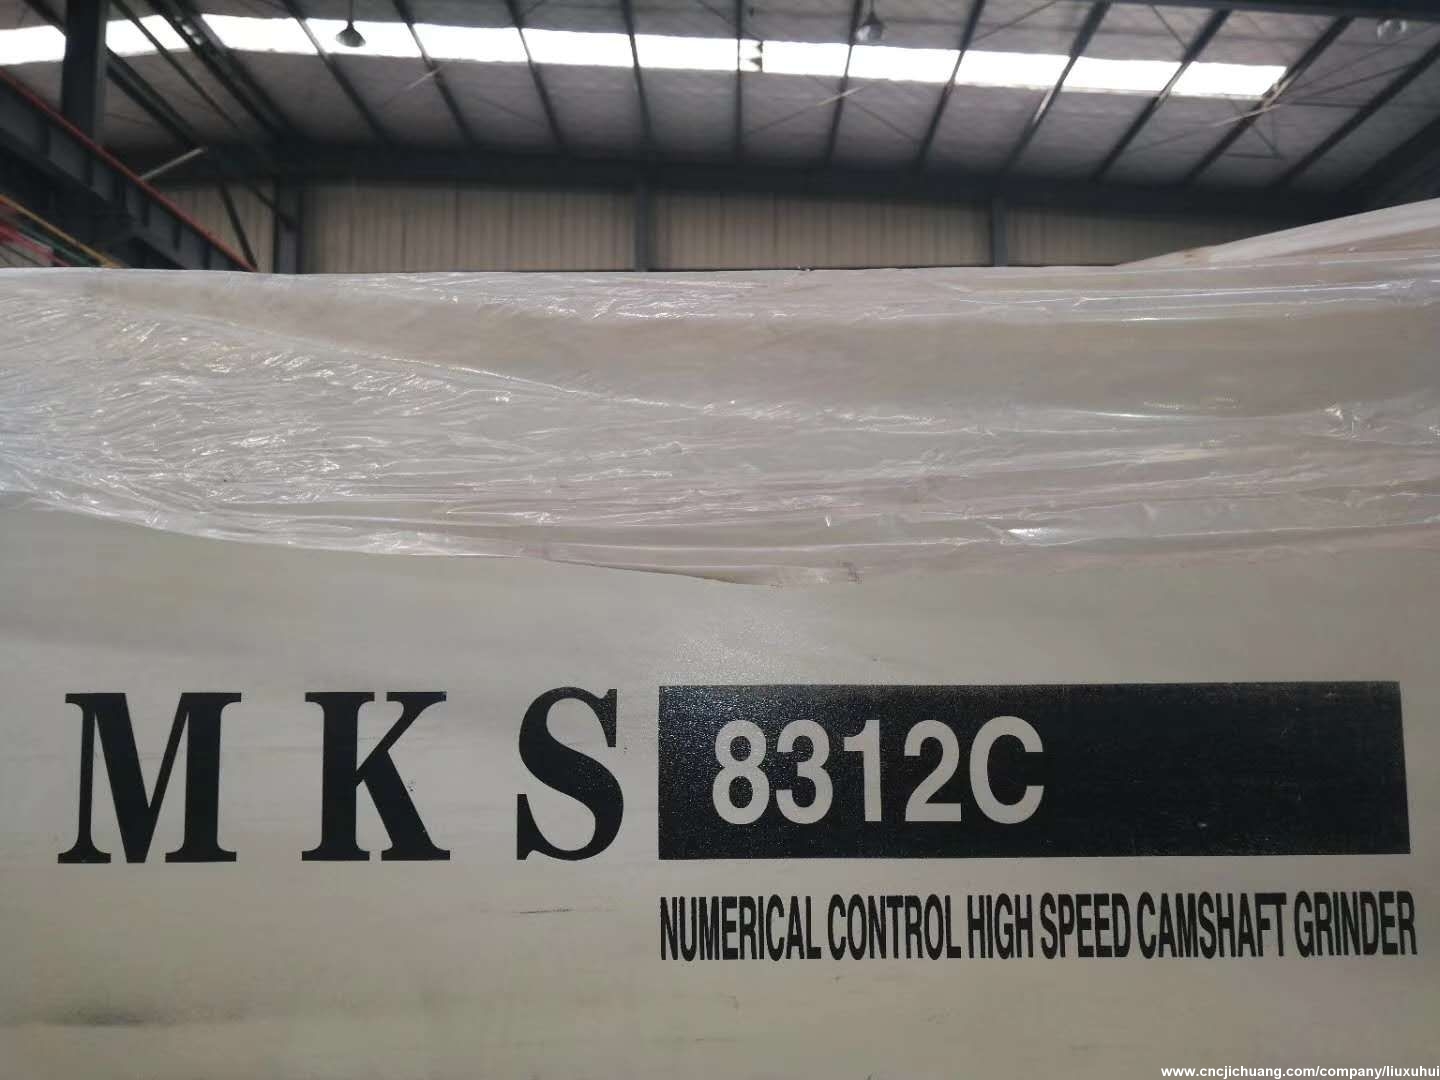 MKS 8312C
NUMERICAL CONTROL HIGH SPEED CAMSHAFT GRINDER
www.cncjichuang.com/company/liuxuhui